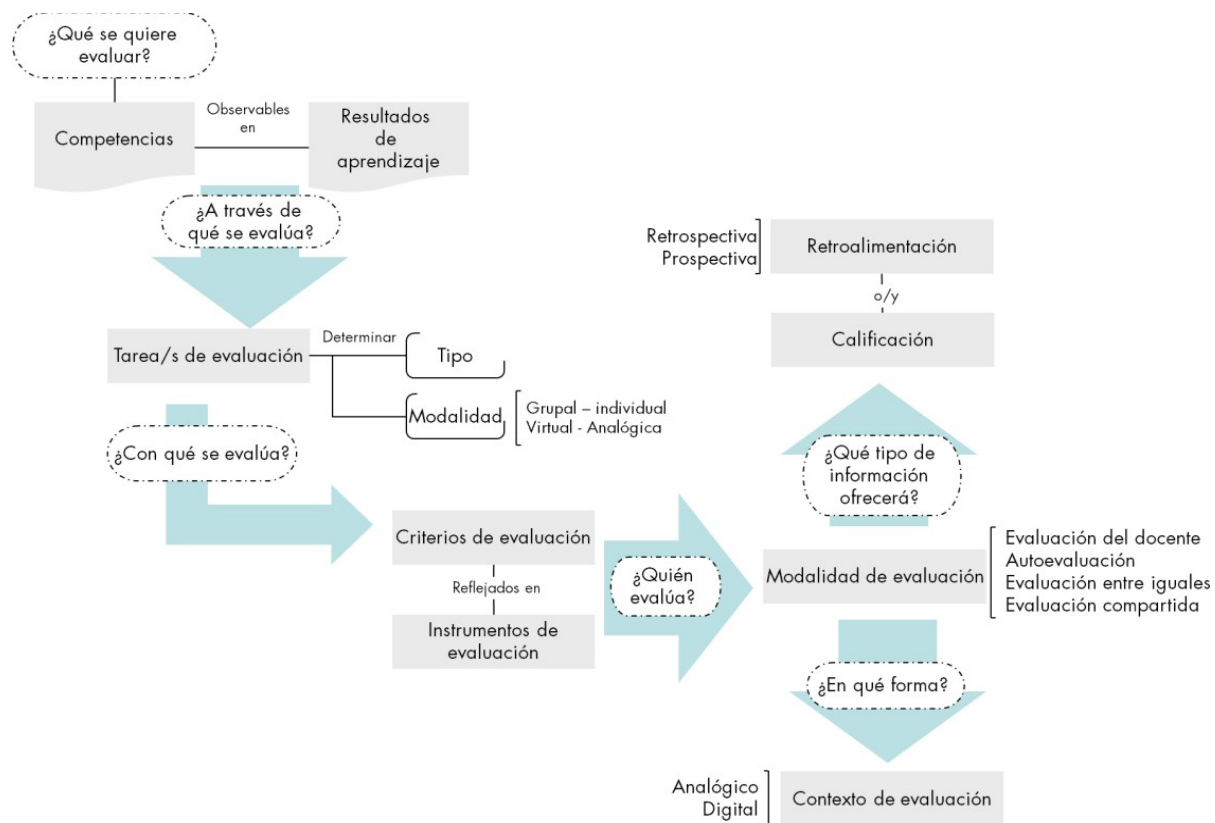 ¿Qué se quiere
evaluar?
Competencias
Observables
en
Resultados
de
aprendizaje
¿A través de
qué se evalúa?
Tarea/s de evaluación
Determinar
Tipo
Modalidad
Grupal – individual
Virtual - Analógica
¿Con qué se evalúa?
Criterios de evaluación
Reflejados en
Instrumentos de
evaluación
¿Quién
evalúa?
Modalidad de evaluación
Evaluación del docente
Autoevaluación
Evaluación entre iguales
Evaluación compartida
¿Qué tipo de
información
ofrecerá?
Calificación
o/y
Retroalimentación
Retrospectiva
Prospectiva
¿En qué forma?
Contexto de evaluación
Analógico
Digital